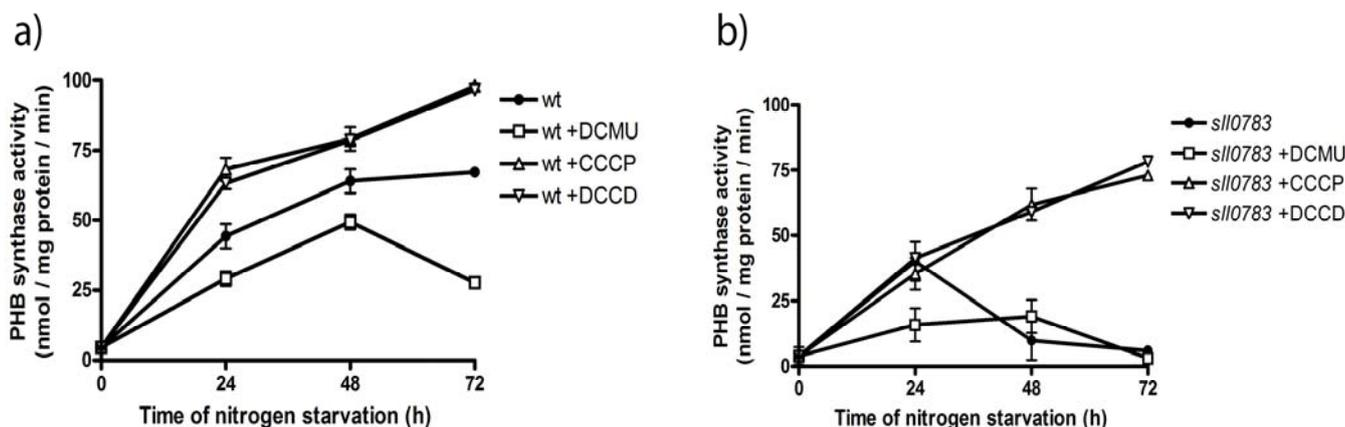 a)
PHB synthase activity
(nmol / mg protein / min)
100
75
50
25
0
0 24 48 72
Time of nitrogen starvation (h)
wt
wt +DCMU
wt +CCCP
wt +DCCD
b)
PHB synthase activity
(nmol / mg protein / min)
100
75
50
25
0
0 24 48 72
Time of nitrogen starvation (h)
sll0783
sll0783 +DCMU
sll0783 +CCCP
sll0783 +DCCD